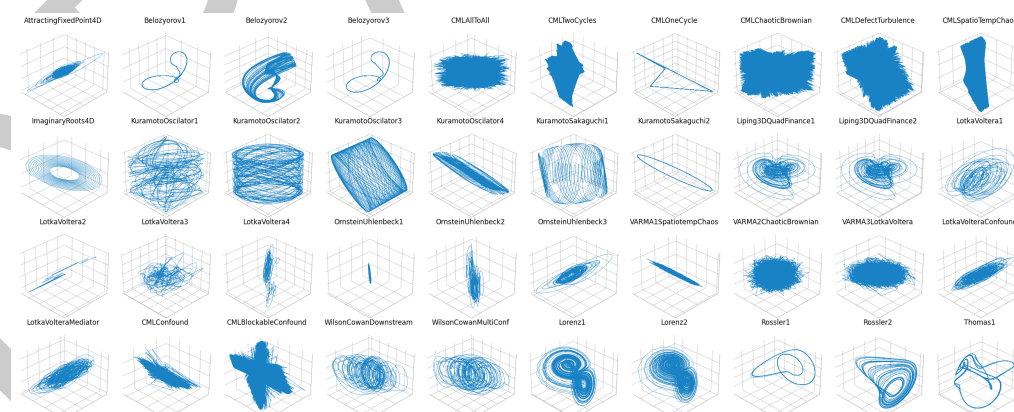 AttractingFixedPoint4D Belozyorov1 Belozyorov2 Belozyorov3 CMLAllToAll CMLTwoCycles CMLOneCycle CMLChaoticBrownian CMLDefectTurbulence CMLSpatioTempChao
ImaginaryRoots4D KuramotoOscilator1 KuramotoOscilator2 KuramotoOscilator3 KuramotoOscilator4 KuramotoSakaguchi1 KuramotoSakaguchi2 Liping3DQuadFinance1 Liping3DQuadFinance2 LotkaVoltera1
LotkaVoltera2 LotkaVoltera3 LotkaVoltera4 OrnsteinUhlenbeck1 OrnsteinUhlenbeck2 OrnsteinUhlenbeck3 VARMA1SpatiotempChaos VARMA2ChaoticBrownian VARMA3LotkaVoltera LotkaVolteraConfoun
LotkaVolteraMediator CMLConfound CMLBlockableConfound WilsonCowanDownstream WilsonCowanMultiConf Lorenz1 Lorenz2 Rossler1 Rossler2 Thomas1